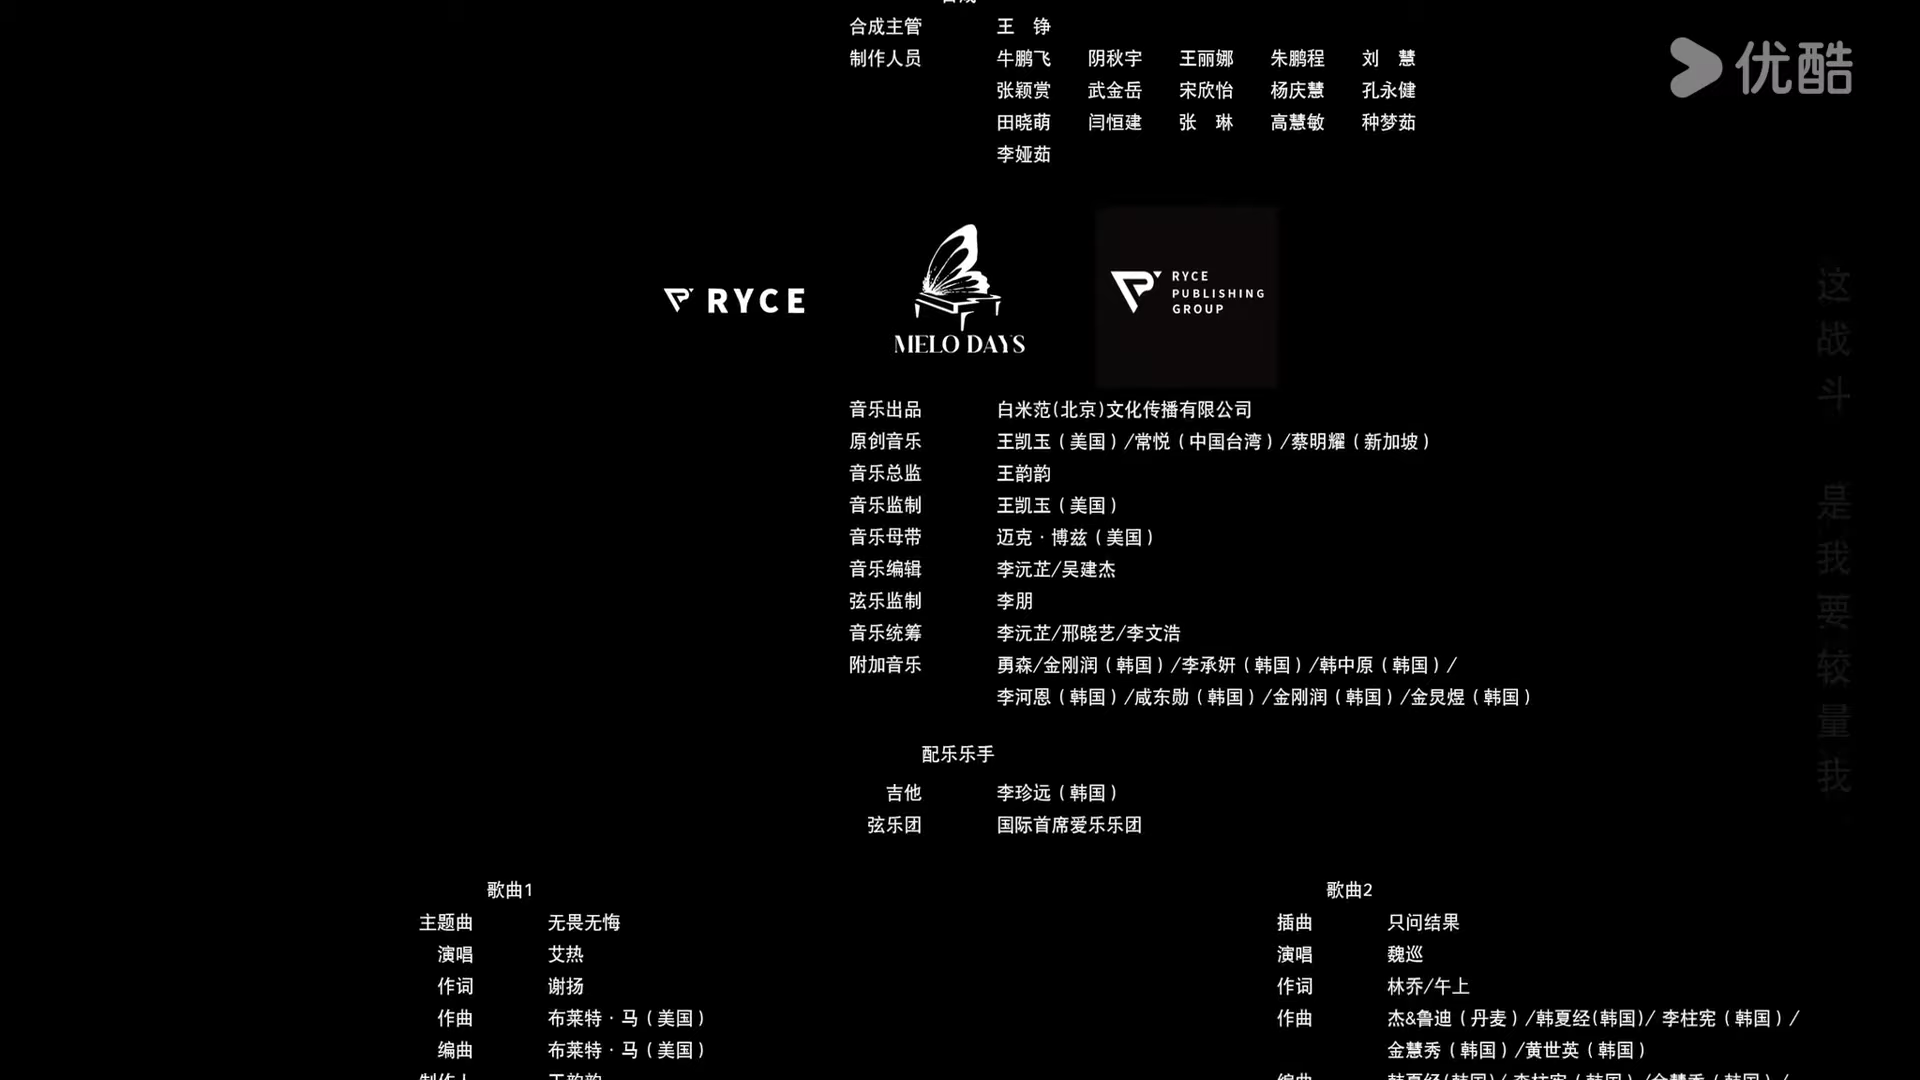 合成主管 王 铮
制作人员 牛鹏飞 阴秋宇 王丽娜 朱鹏程 刘 慧
张颖赏 武金岳 宋欣怡 杨庆慧 孔永健
田晓萌 闫恒建 张 琳 高慧敏 种梦茹
李娅茹
优酷
RYCE
MELO DAYS
RYCE
PUBLISHING
GROUP
音乐出品 白米范(北京)文化传播有限公司
原创音乐 王凯玉（美国）/常悦（中国台湾）/蔡明耀（新加坡）
音乐总监 王韵韵
音乐监制 王凯玉（美国）
音乐母带 迈克·博兹（美国）
音乐编辑 李沅芷/吴建杰
弦乐监制 李朋
音乐统筹 李沅芷/邢晓艺/李文浩
附加音乐 勇森/金刚润（韩国）/李承妍（韩国）/韩中原（韩国）/
李河恩（韩国）/咸东勋（韩国）/金刚润（韩国）/金炅煜（韩国）
配乐乐手
吉他 李珍远（韩国）
弦乐团 国际首席爱乐乐团
歌曲1
主题曲 无畏无悔
演唱 艾热
作词 谢扬
作曲 布莱特·马（美国）
编曲 布莱特·马（美国）
歌曲2
插曲 只问结果
演唱 魏巡
作词 林乔/午上
作曲 杰&鲁迪（丹麦）/韩夏经(韩国)/ 李柱宪（韩国）/
金慧秀（韩国）/黄世英（韩国）
这战斗 是我要较量我